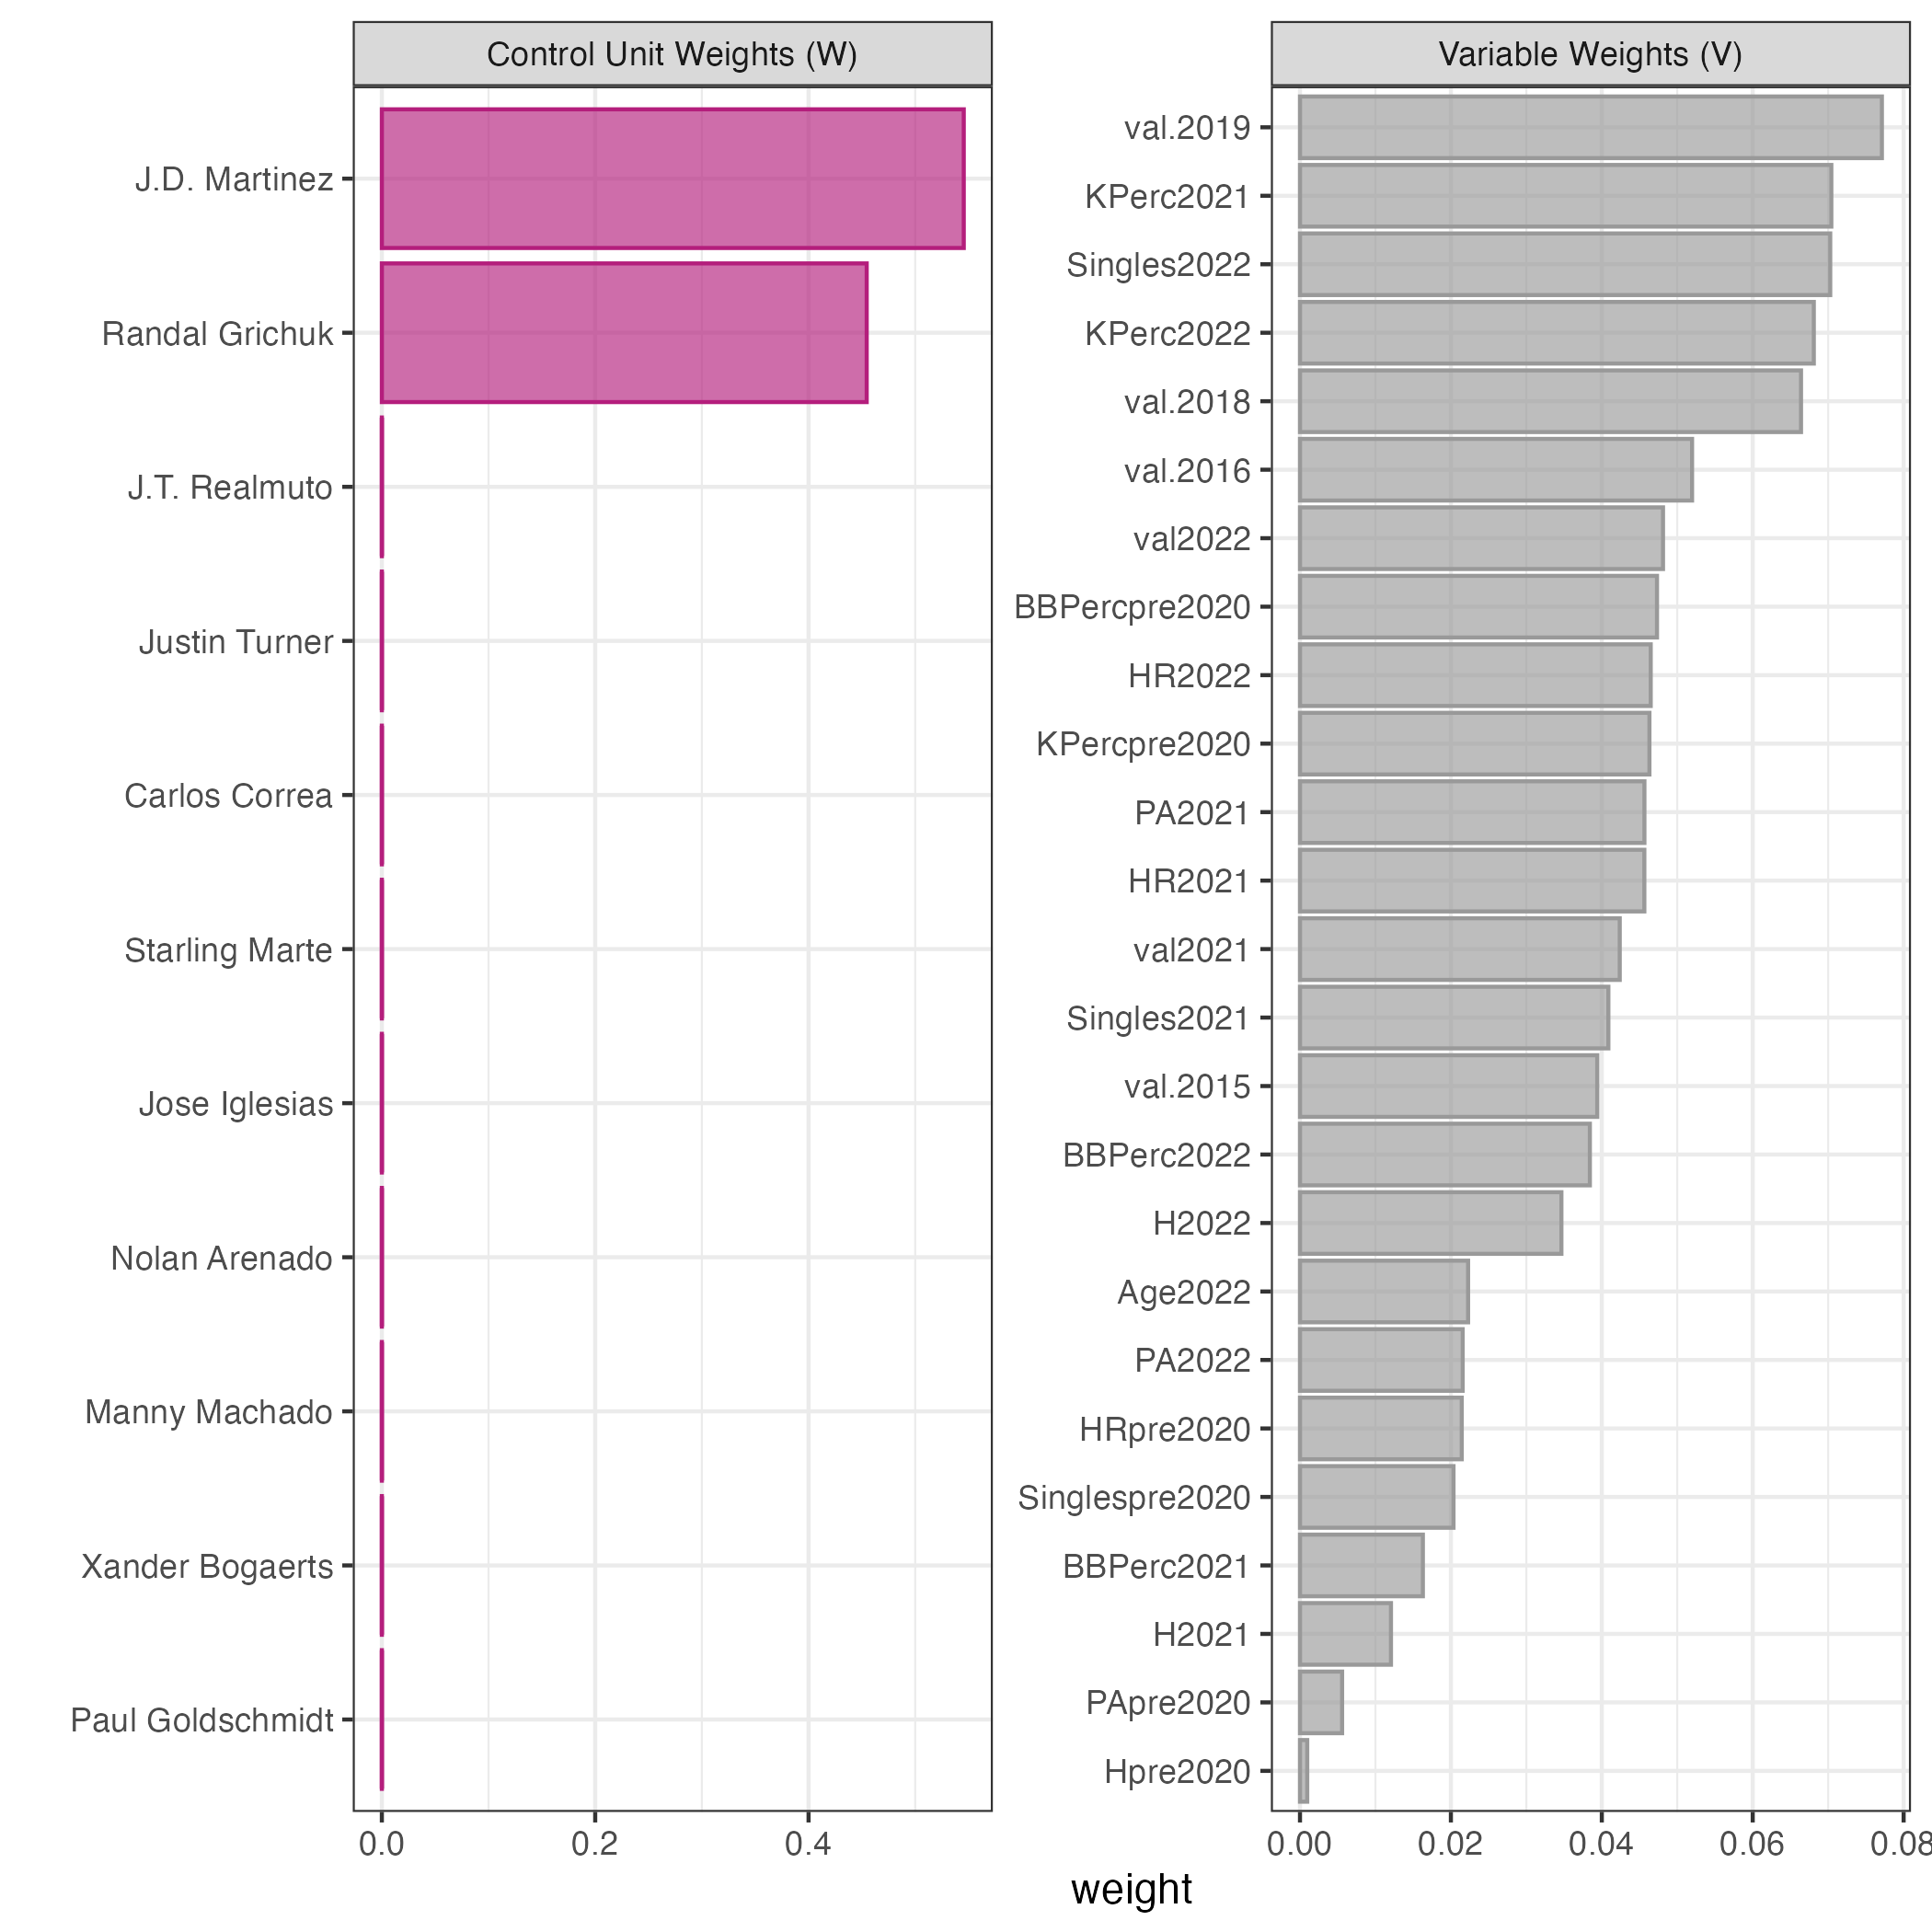 Control Unit Weights (W)
J.D. Martinez
Randal Grichuk
J.T. Realmuto
Justin Turner
Carlos Correa
Starling Marte
Jose Iglesias
Nolan Arenado
Manny Machado
Xander Bogaerts
Paul Goldschmidt
0.0
0.2
0.4
Variable Weights (V)
val.2019
KPerc2021
Singles2022
KPerc2022
val.2018
val.2016
val2022
BBPercpre2020
HR2022
KPercpre2020
PA2021
HR2021
val2021
Singles2021
val.2015
BBPerc2022
H2022
Age2022
PA2022
HRpre2020
Singlespre2020
BBPerc2021
H2021
PApre2020
Hpre2020
0.00
0.02
0.04
0.06
0.08
weight